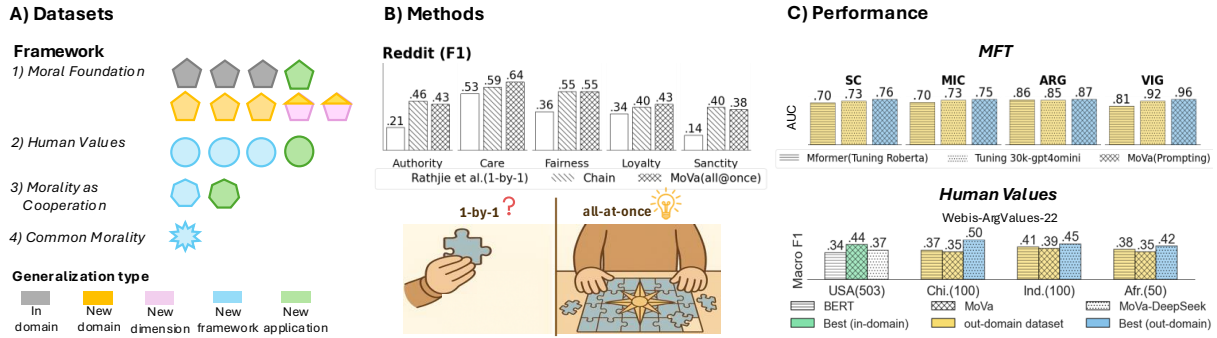 A) Datasets
Framework
1) Moral Foundation
2) Human Values
3) Morality as
Cooperation
4) Common Morality
Generalization type
In domain
New domain
New dimension
New framework
New application
B) Methods
Reddit (F1)
.21 .46 .43
.53 .59 .64
.36 .55 .55
.34 .40 .43
.14 .40 .38
Authority Care Fairness Loyalty Sanctity
Rathjie et al.(1-by-1) Chain MoVa(all@once)
1-by-1 ?
all-at-once
C) Performance
MFT
SC MIC ARG VIG
AUC
.70 .73 .76
.70 .73 .75
.86 .85 .87
.81 .92 .96
Mformer(Tuning Roberta) Tuning 30k-gpt4omini MoVa(Prompting)
Human Values
Webis-ArgValues-22
Macro F1
.34 .44 .37
.37 .35 .50
.41 .39 .45
.38 .35 .42
USA(503) Chi.(100) Ind.(100) Afr.(50)
BERT MoVa MoVa-DeepSeek
Best (in-domain) out-domain dataset Best (out-domain)